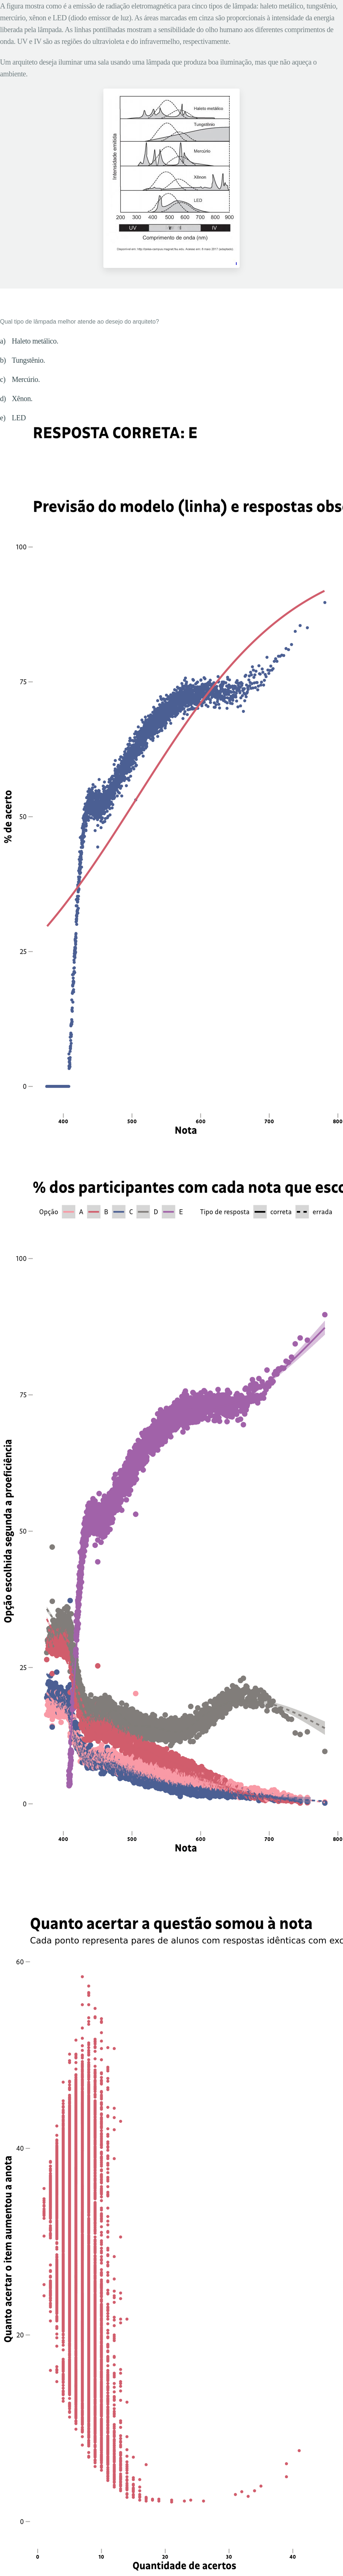 A figura mostra como é a emissão de radiação eletromagnética para cinco tipos de lâmpada: haleto metálico, tungstênio,
mercúrio, xênon e LED (diodo emissor de luz). As áreas marcadas em cinza são proporcionais à intensidade da energia
liberada pela lâmpada. As linhas pontilhadas mostram a sensibilidade do olho humano aos diferentes comprimentos de
onda. UV e IV são as regiões do ultravioleta e do infravermelho, respectivamente.
Um arquiteto deseja iluminar uma sala usando uma lâmpada que produza boa iluminação, mas que não aqueça o
ambiente.
Intensidade emitida
Haleto metálico
Tungstênio
Mercúrio
Xênon
LED
200 300 400 500 600 700 800 900
UV
IV
Comprimento de onda (nm)
Qual tipo de lâmpada melhor atende ao desejo do arquiteto?
a) Haleto metálico.
b) Tungstênio.
c) Mercúrio.
d) Xênon.
e) LED
RESPOSTA CORRETA: E
Previsão do modelo (linha) e respostas obs
100
75
50
25
0
% de acerto
400 500 600 700 800
Nota
% dos participantes com cada nota que esco
Opção A B C D E Tipo de resposta correta errada
100
75
50
25
0
Opção escolhida segunda a proeficiência
400 500 600 700 800
Nota
Quanto acertar a questão somou à nota
Cada ponto representa pares de alunos com respostas idênticas com exc
60
40
20
0
Quanto acertar o item aumentou a anota
0 10 20 30 40
Quantidade de acertos